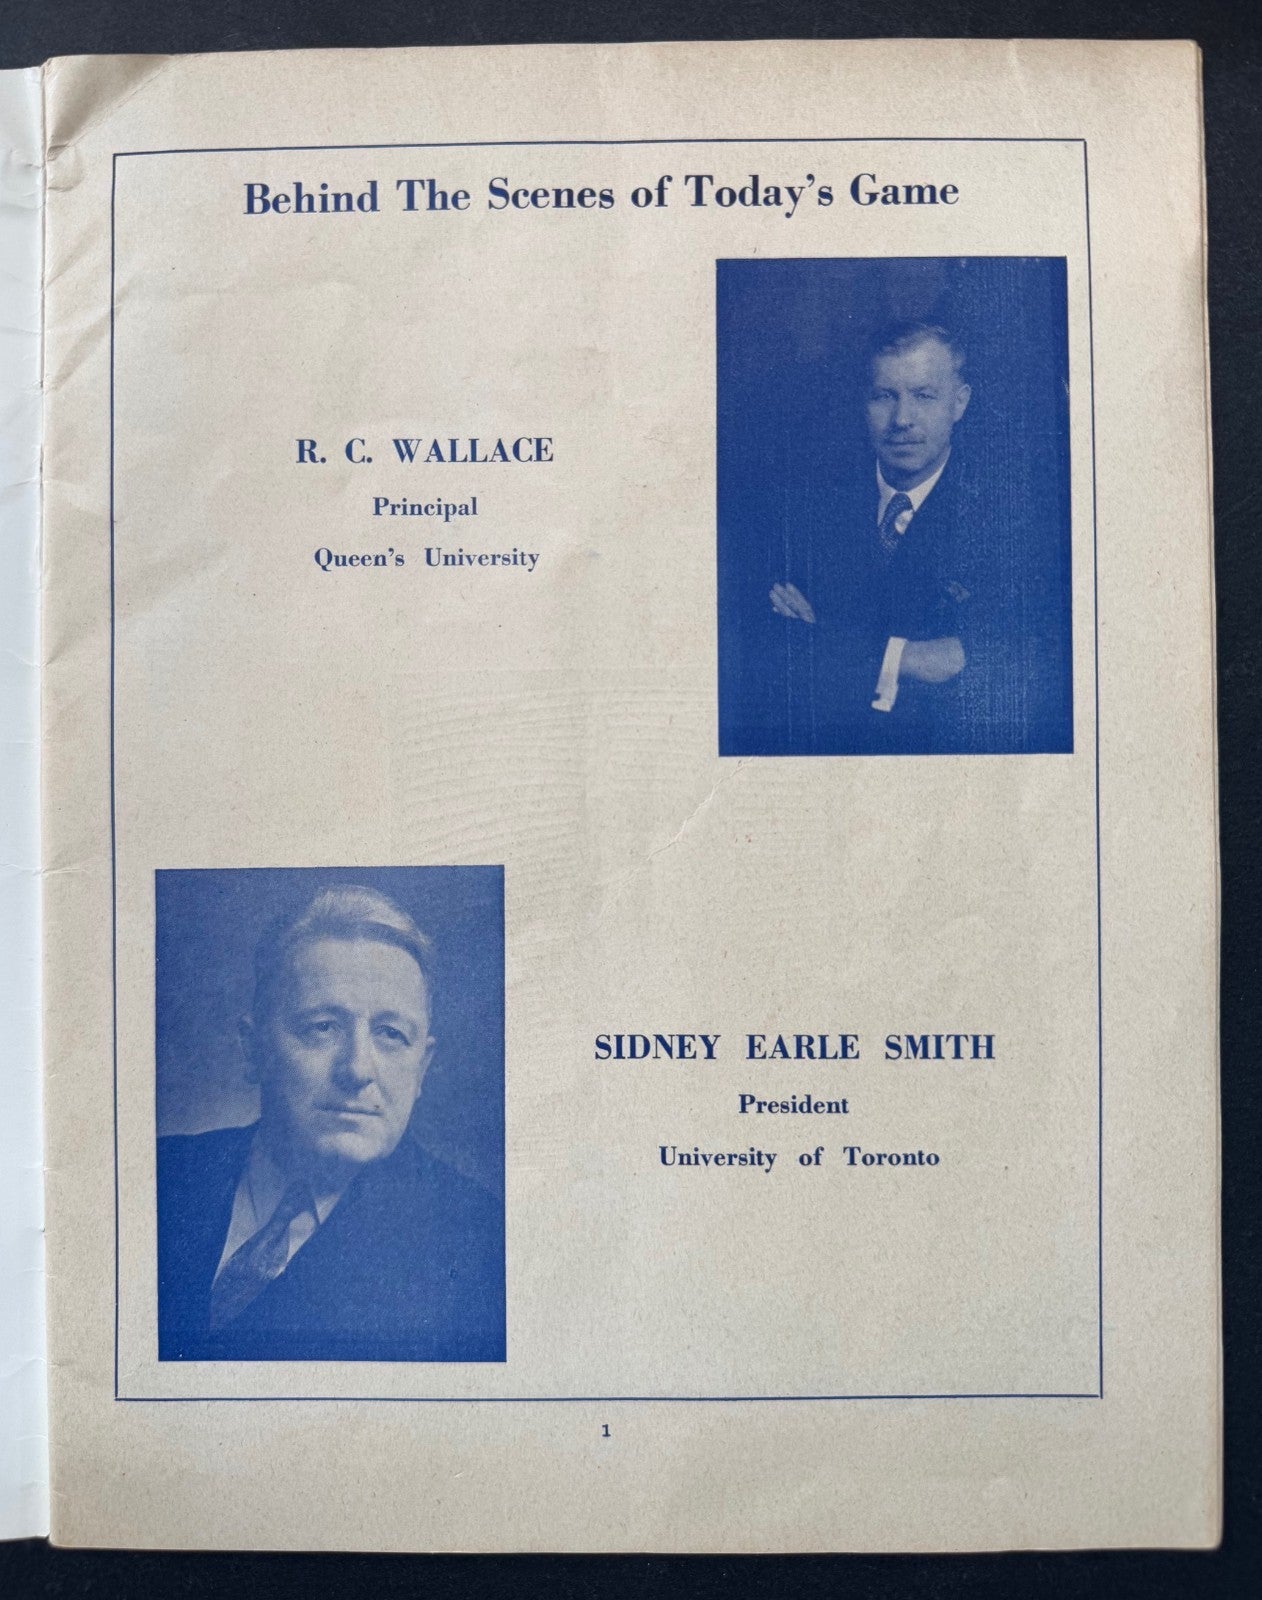 Behind The Scenes of Today's Game
R. C. WALLACE
Principal
Queen's University
SIDNEY EARLE SMITH
President
University of Toronto
1